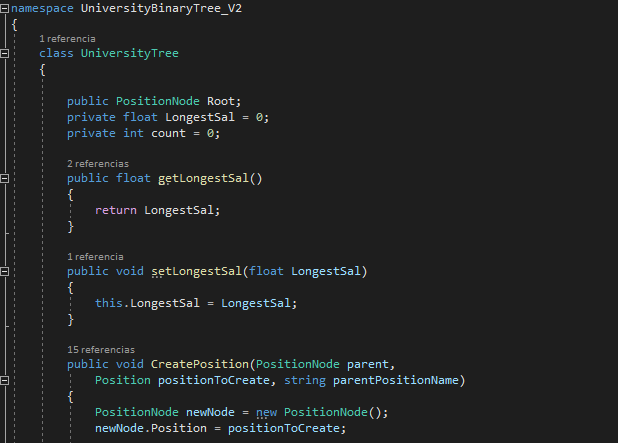 namespace UniversityBinaryTree_V2
{
1 referencia
class UniversityTree
{
public PositionNode Root;
private float LongestSal = 0;
private int count = 0;
2 referencias
public float getLongestSal()
{
return LongestSal;
}
1 referencia
public void setLongestSal(float LongestSal)
{
this.LongestSal = LongestSal;
}
15 referencias
public void CreatePosition(PositionNode parent,
Position positionToCreate, string parentPositionName)
{
PositionNode newNode = new PositionNode();
newNode.Position = positionToCreate;